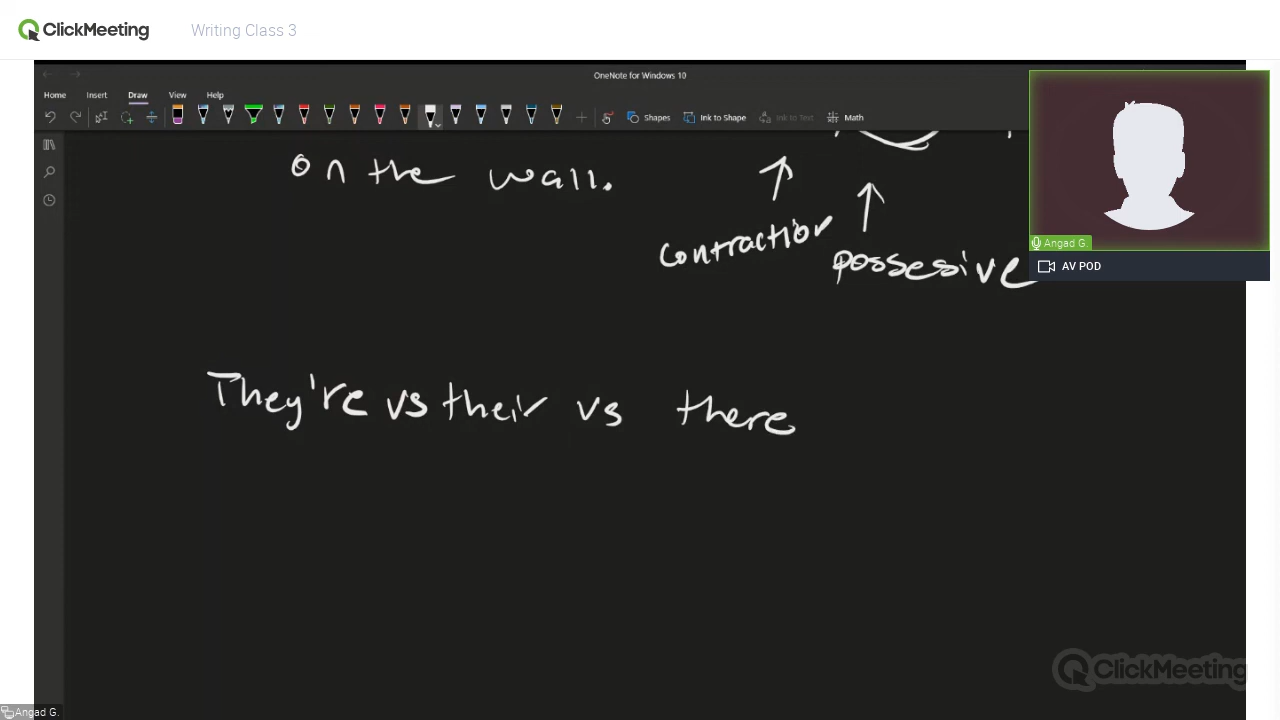 ClickMeeting Writing Class 3
OneNote for Windows 10
Home Insert Draw View Help
Shapes Ink to Shape Ink to Text Math
on the wall.
contraction
possesive
They're vs their vs there
Angad G.
AV POD
ClickMeeting
Angad G.